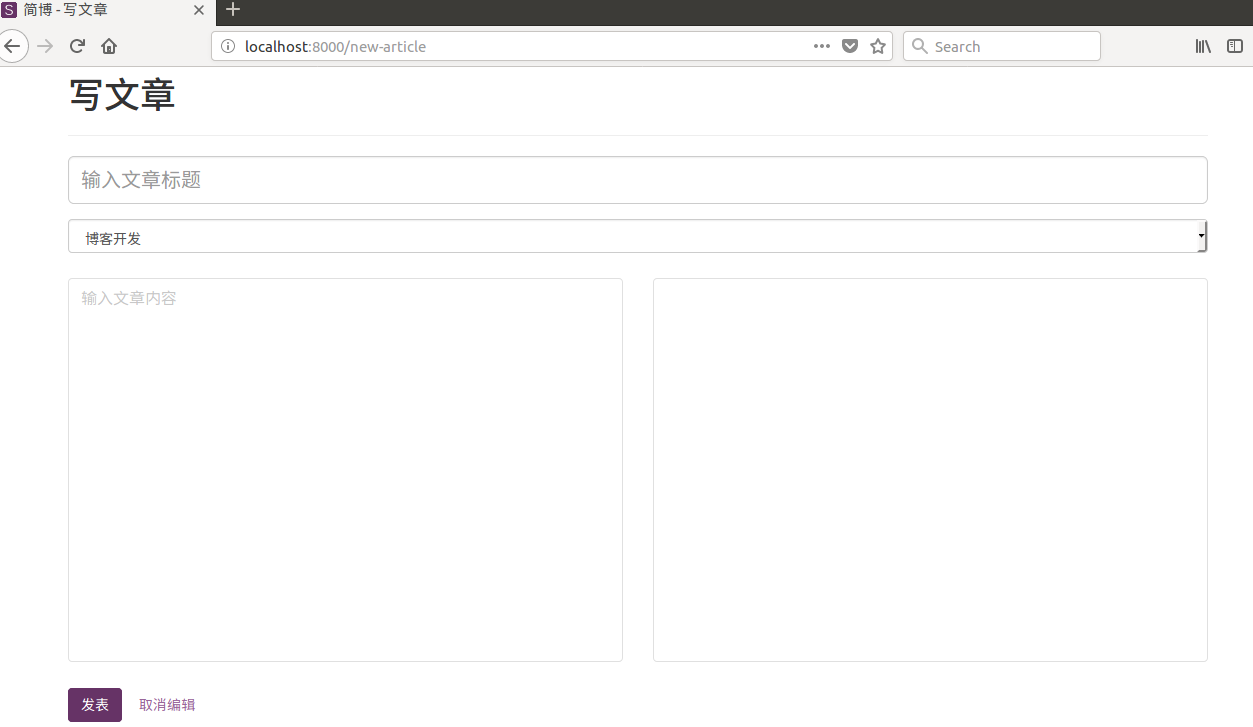 S 简博 - 写文章
localhost:8000/new-article
Search
写文章
输入文章标题
博客开发
输入文章内容
发表 取消编辑